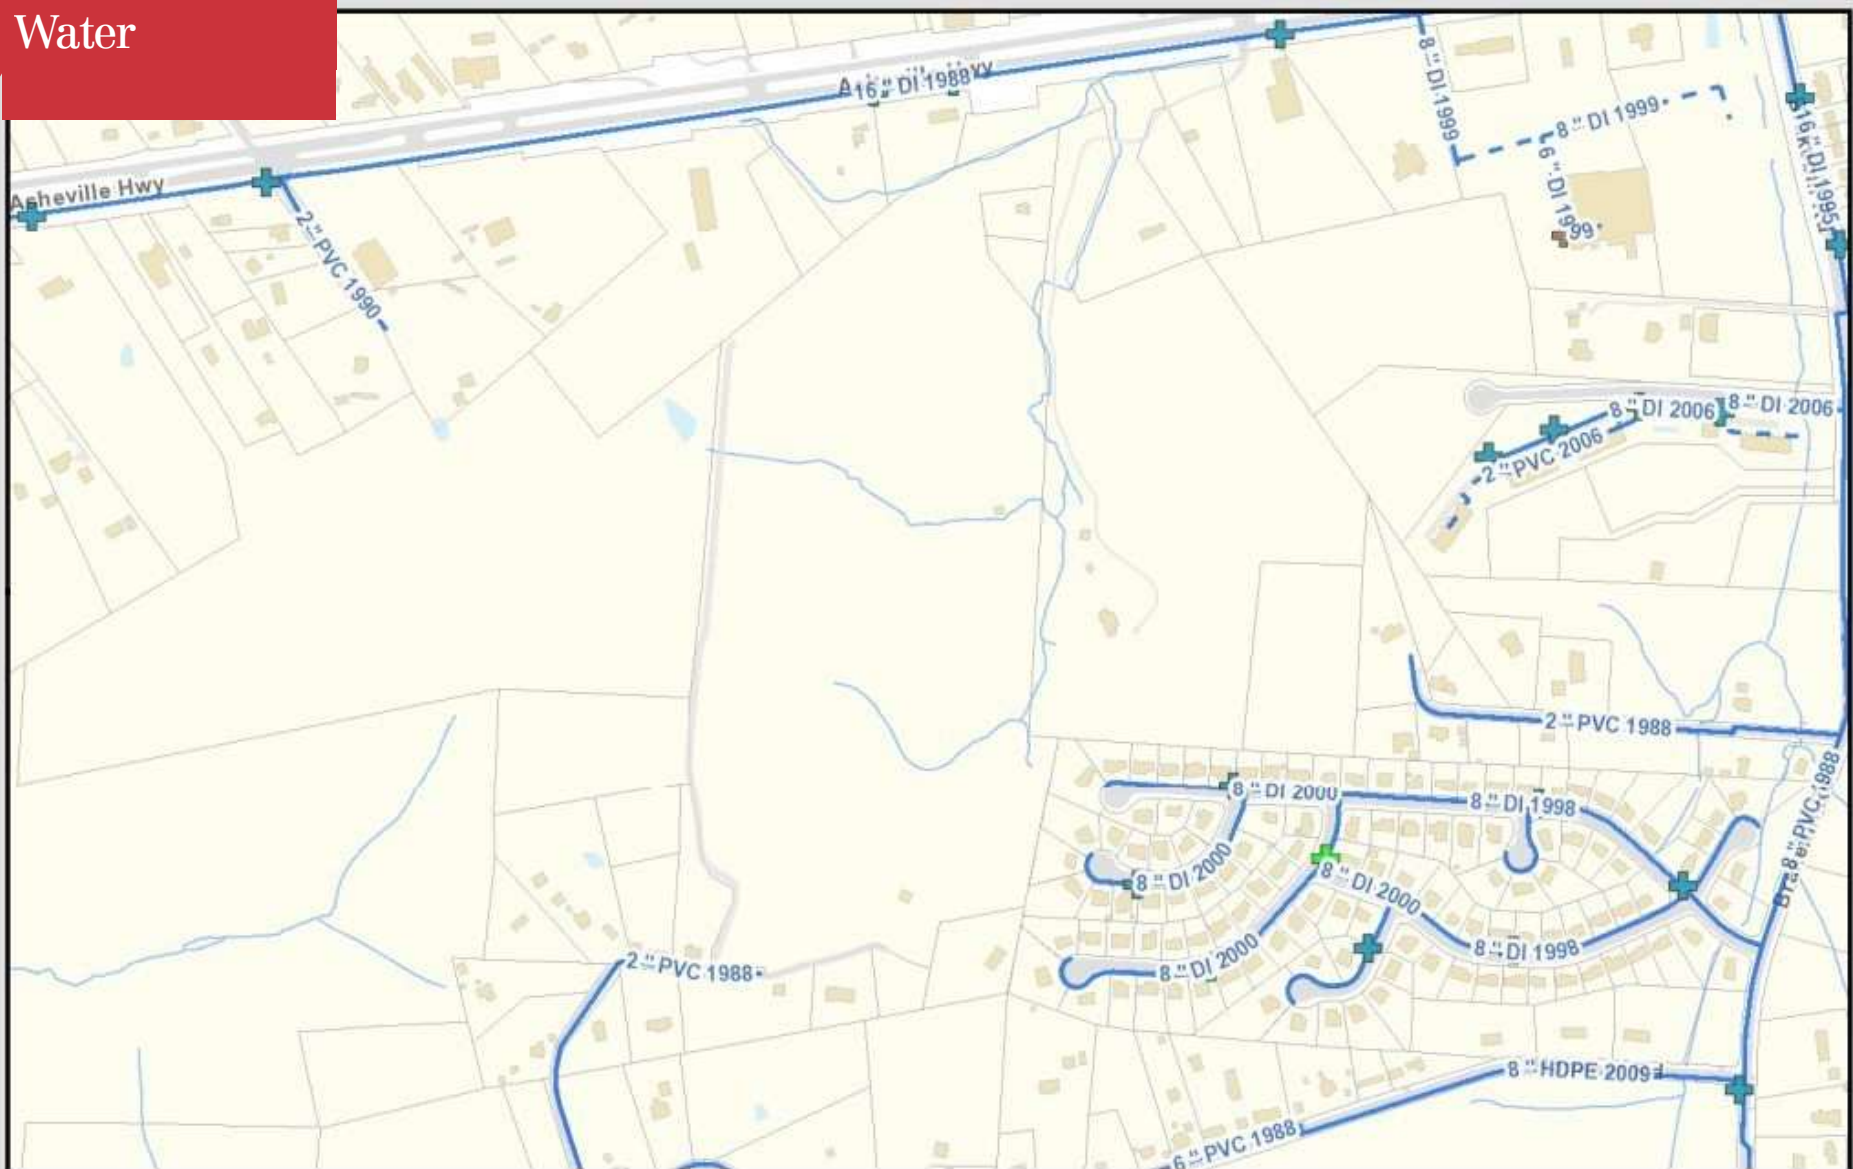 Water
Asheville Hwy
16 " DI 1988
2 " PVC 1990
8 " DI 1999
8 " DI 1999
6 " DI 1999
16 " DI 1995
8 " DI 2006
8 " DI 2006
2 " PVC 2006
2 " PVC 1988
8 " PVC 1988
8 " DI 2000
8 " DI 1998
8 " DI 2000
8 " DI 2000
8 " DI 1998
8 " DI 2000
2 " PVC 1988
8 " HDPE 2009
6 " PVC 1988